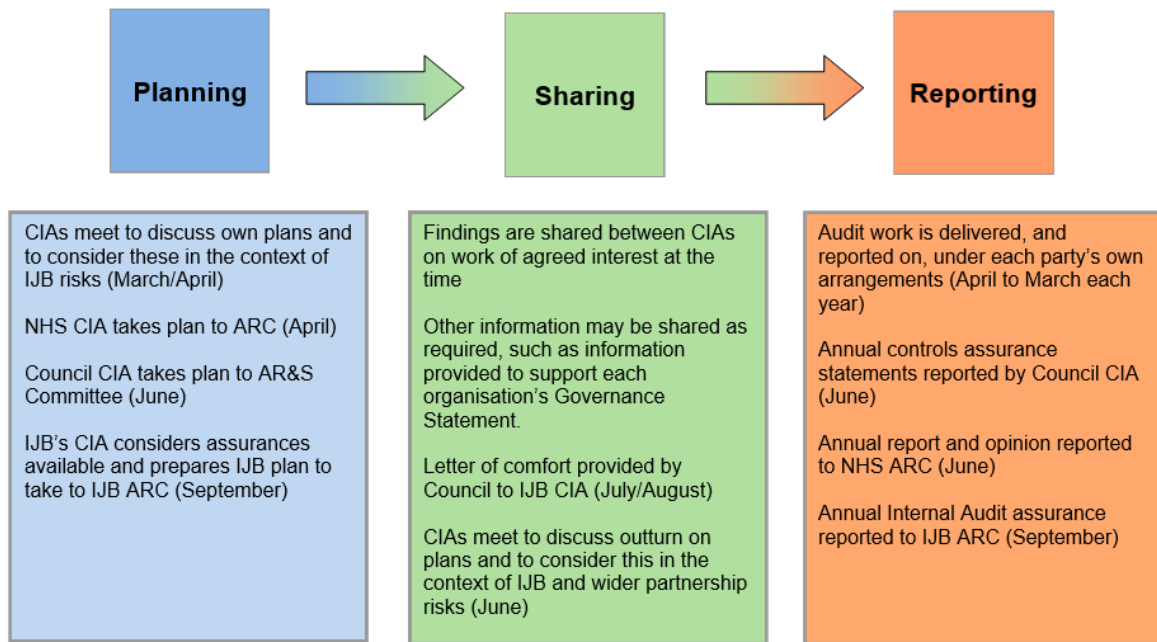 Planning
Sharing
Reporting
CIAs meet to discuss own plans and
to consider these in the context of
IJB risks (March/April)
NHS CIA takes plan to ARC (April)
Council CIA takes plan to AR&S
Committee (June)
IJB's CIA considers assurances
available and prepares IJB plan to
take to IJB ARC (September)
Findings are shared between CIAs
on work of agreed interest at the
time
Other information may be shared as
required, such as information
provided to support each
organisation's Governance
Statement.
Letter of comfort provided by
Council to IJB CIA (July/August)
CIAs meet to discuss outturn on
plans and to consider this in the
context of IJB and wider partnership
risks (June)
Audit work is delivered, and
reported on, under each party's own
arrangements (April to March each
year)
Annual controls assurance
statements reported by Council CIA
(June)
Annual report and opinion reported
to NHS ARC (June)
Annual Internal Audit assurance
reported to IJB ARC (September)